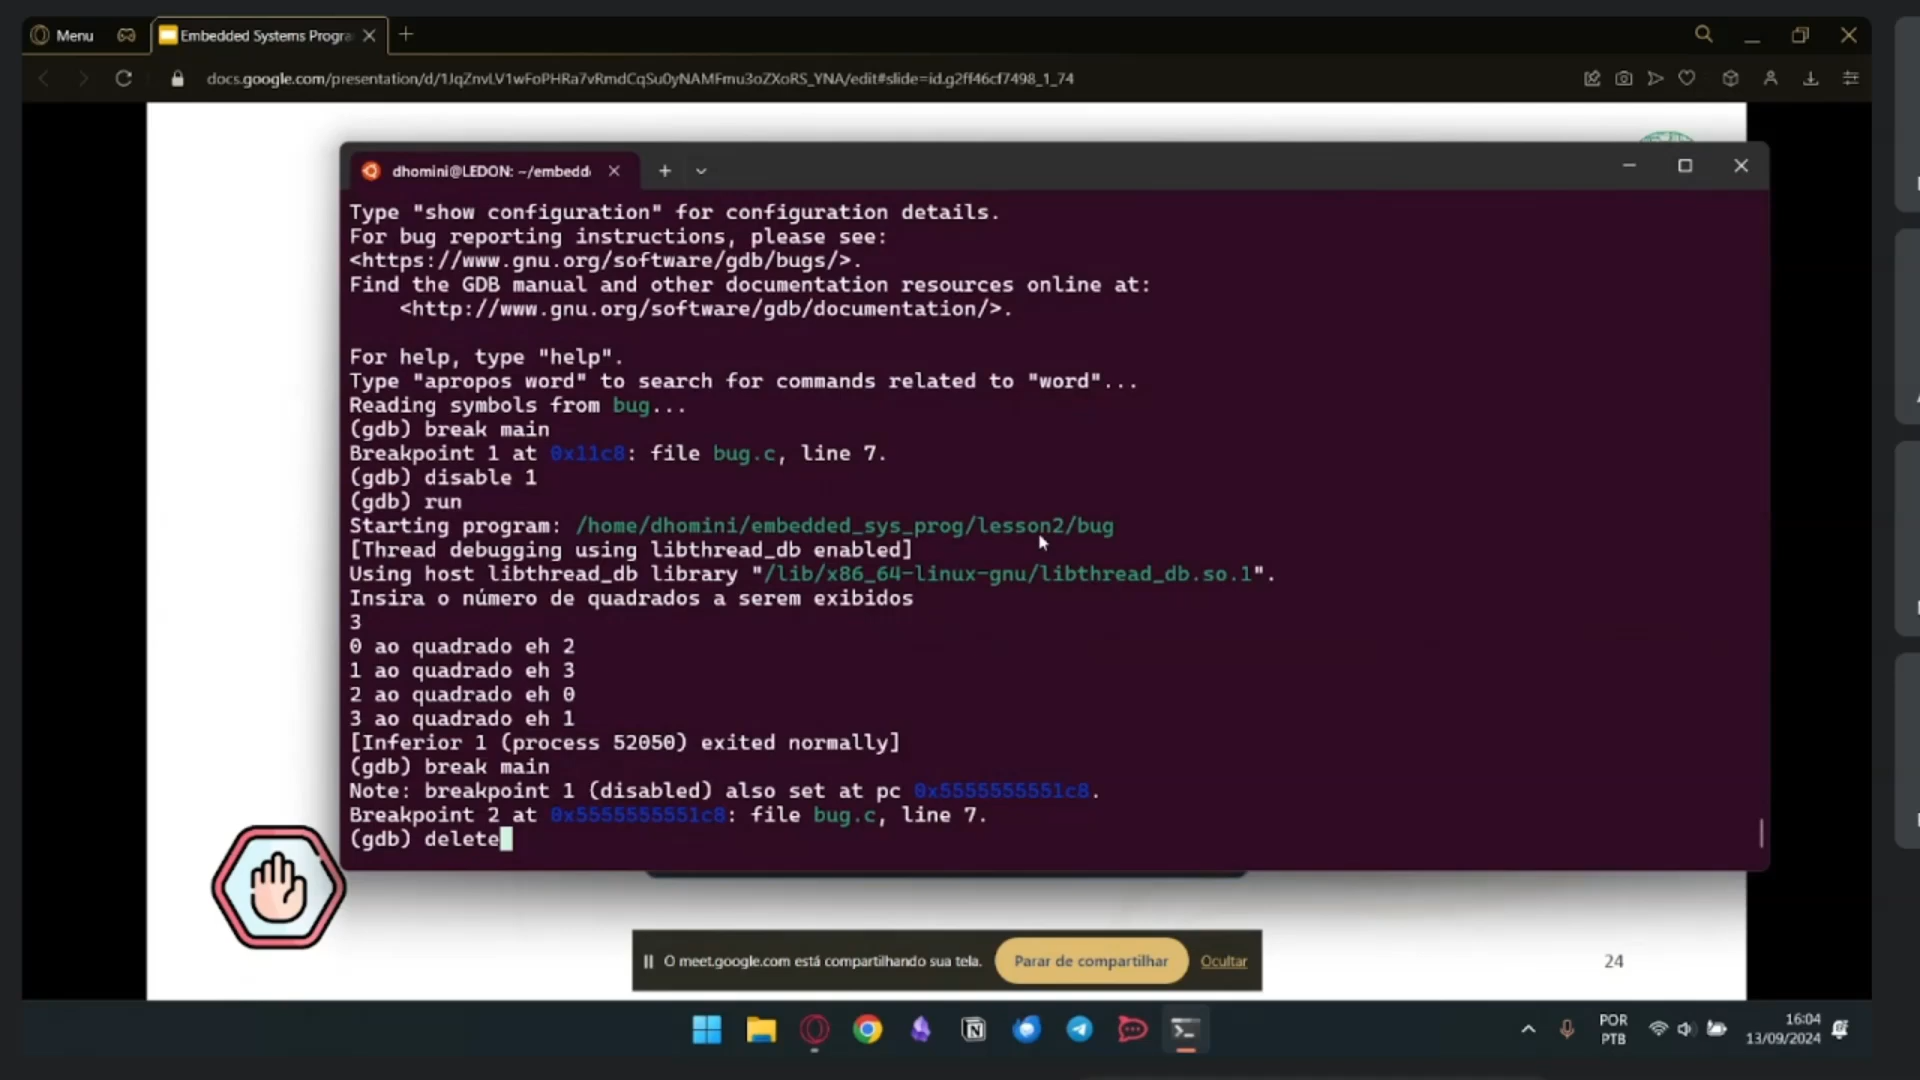 Menu
Embedded Systems Progra
docs.google.com/presentation/d/1JqZnvLV1wFoPHRa7vRmdCqSu0yNAMFmu3oZXoRS_YNA/edit#slide=id.g2ff46cf7498_1_74
dhomini@LEDON: ~/embedd
Type "show configuration" for configuration details.
For bug reporting instructions, please see:
<https://www.gnu.org/software/gdb/bugs/>.
Find the GDB manual and other documentation resources online at:
    <http://www.gnu.org/software/gdb/documentation/>.
For help, type "help".
Type "apropos word" to search for commands related to "word"...
Reading symbols from bug...
(gdb) break main
Breakpoint 1 at 0x11c8: file bug.c, line 7.
(gdb) disable 1
(gdb) run
Starting program: /home/dhomini/embedded_sys_prog/lesson2/bug
[Thread debugging using libthread_db enabled]
Using host libthread_db library "/lib/x86_64-linux-gnu/libthread_db.so.1".
Insira o número de quadrados a serem exibidos
3
0 ao quadrado eh 2
1 ao quadrado eh 3
2 ao quadrado eh 0
3 ao quadrado eh 1
[Inferior 1 (process 52050) exited normally]
(gdb) break main
Note: breakpoint 1 (disabled) also set at pc 0x5555555551c8.
Breakpoint 2 at 0x5555555551c8: file bug.c, line 7.
(gdb) delete
O meet.google.com está compartilhando sua tela.
Parar de compartilhar
Ocultar
24
POR
PTB
16:04
13/09/2024